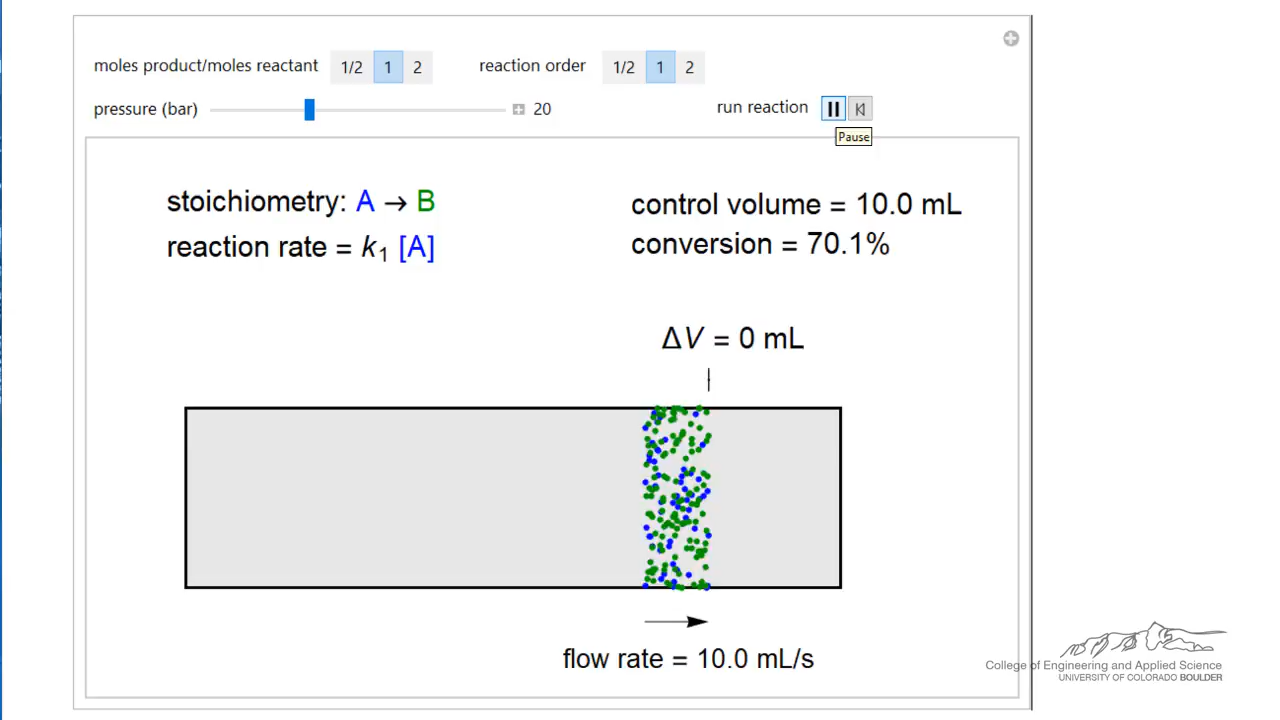 moles product/moles reactant 1/2 1 2 reaction order 1/2 1 2
pressure (bar) 20 run reaction
Pause
stoichiometry: A → B
reaction rate = k₁ [A]
control volume = 10.0 mL
conversion = 70.1%
ΔV = 0 mL
flow rate = 10.0 mL/s
College of Engineering and Applied Science
UNIVERSITY OF COLORADO BOULDER